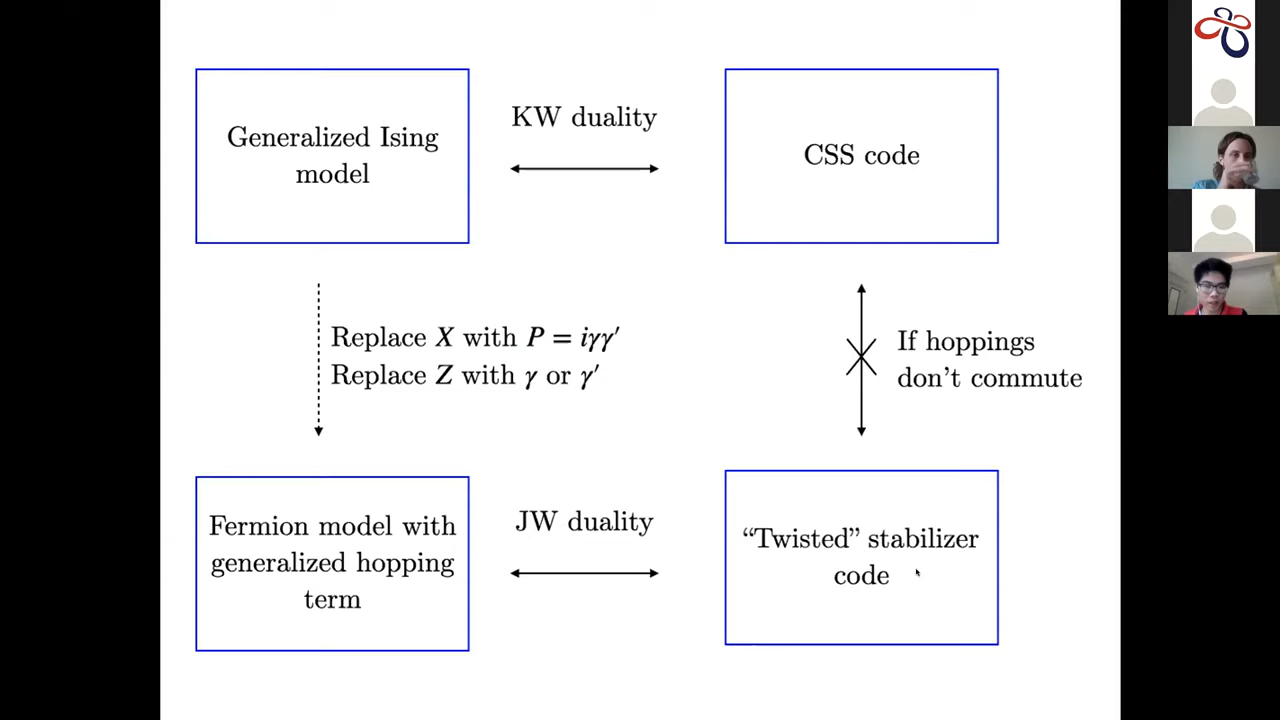 Generalized Ising
model
KW duality
CSS code
Replace X with P = iγγ′
Replace Z with γ or γ′
If hoppings
don’t commute
Fermion model with
generalized hopping
term
JW duality
“Twisted” stabilizer
code